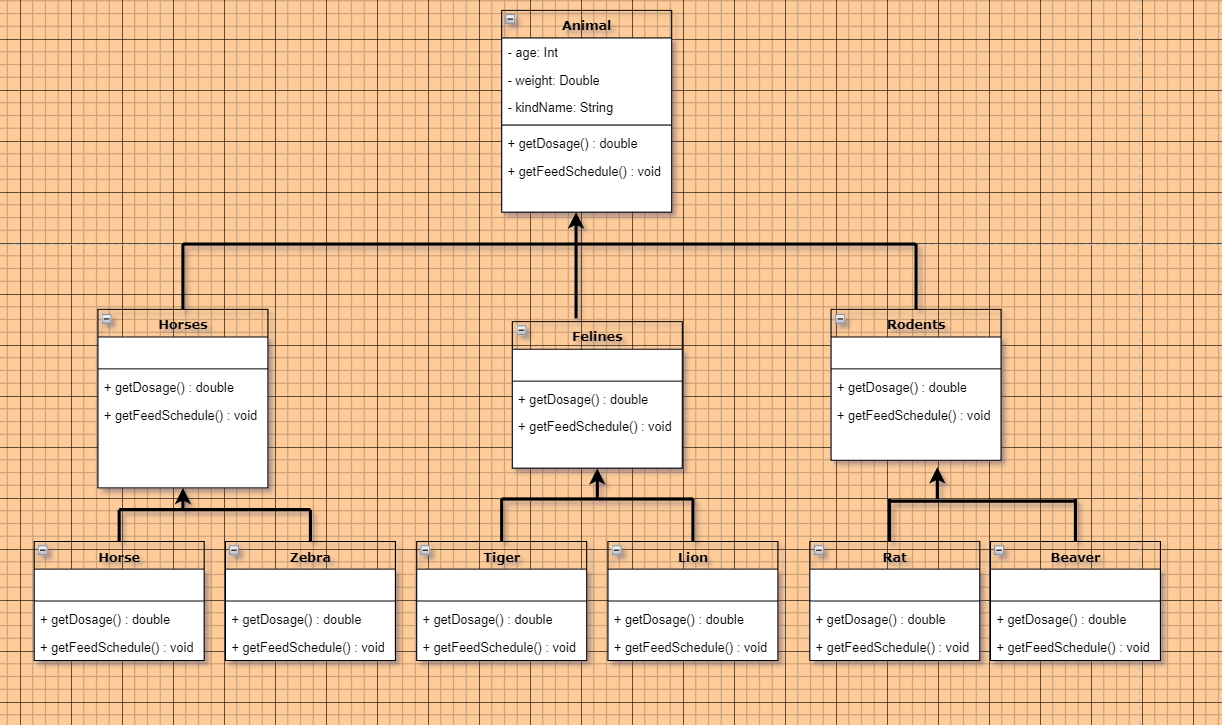 Animal
- age: Int
- weight: Double
- kindName: String
+ getDosage() : double
+ getFeedSchedule() : void
Horses
+ getDosage() : double
+ getFeedSchedule() : void
Felines
+ getDosage() : double
+ getFeedSchedule() : void
Rodents
+ getDosage() : double
+ getFeedSchedule() : void
Horse
+ getDosage() : double
+ getFeedSchedule() : void
Zebra
+ getDosage() : double
+ getFeedSchedule() : void
Tiger
+ getDosage() : double
+ getFeedSchedule() : void
Lion
+ getDosage() : double
+ getFeedSchedule() : void
Rat
+ getDosage() : double
+ getFeedSchedule() : void
Beaver
+ getDosage() : double
+ getFeedSchedule() : void